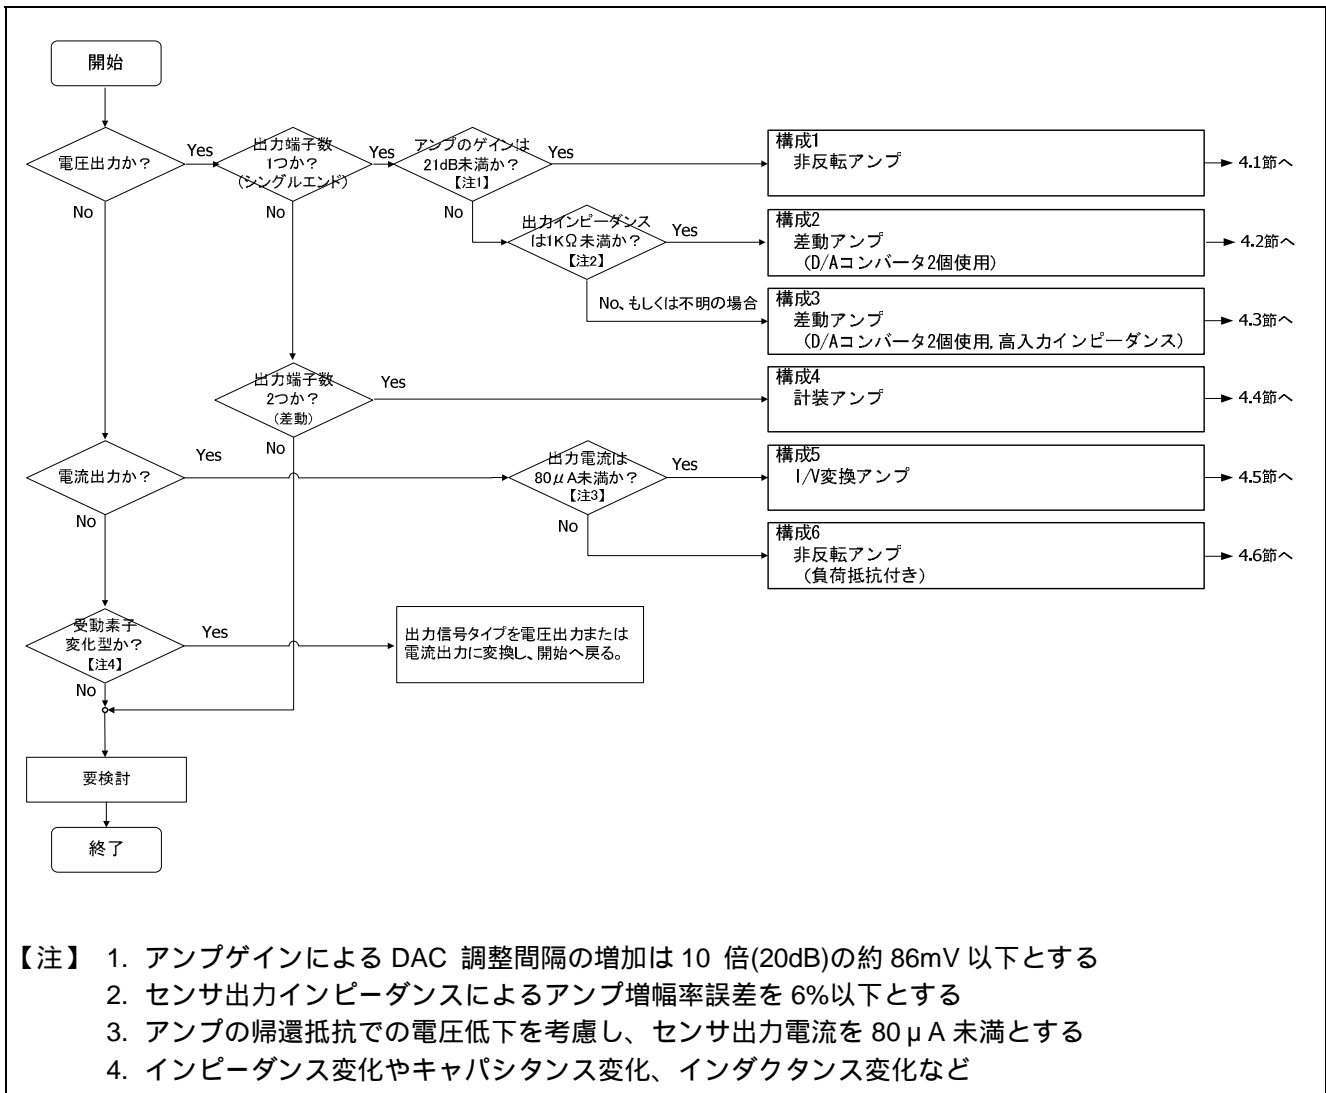 開始
電圧出力か？
Yes
No
出力端子数
1つか？
(シングルエンド)
Yes
No
アンプのゲインは
21dB未満か？
【注1】
Yes
No
構成1
非反転アンプ
4.1節へ
出力インピーダンス
は1KΩ未満か？
【注2】
Yes
No、もしくは不明の場合
構成2
差動アンプ
(D/Aコンバータ2個使用)
4.2節へ
構成3
差動アンプ
(D/Aコンバータ2個使用, 高入力インピーダンス)
4.3節へ
出力端子数
2つか？
(差動)
Yes
No
構成4
計装アンプ
4.4節へ
電流出力か？
Yes
No
出力電流は
80μA未満か？
【注3】
Yes
No
構成5
I/V変換アンプ
4.5節へ
構成6
非反転アンプ
(負荷抵抗付き)
4.6節へ
受動素子
変化型か？
【注4】
Yes
No
出力信号タイプを電圧出力または
電流出力に変換し、開始へ戻る。
要検討
終了
【注】 1. アンプゲインによる DAC 調整間隔の増加は 10 倍(20dB)の約 86mV 以下とする
2. センサ出力インピーダンスによるアンプ増幅率誤差を 6%以下とする
3. アンプの帰還抵抗での電圧低下を考慮し、センサ出力電流を 80μA 未満とする
4. インピーダンス変化やキャパシタンス変化、インダクタンス変化など